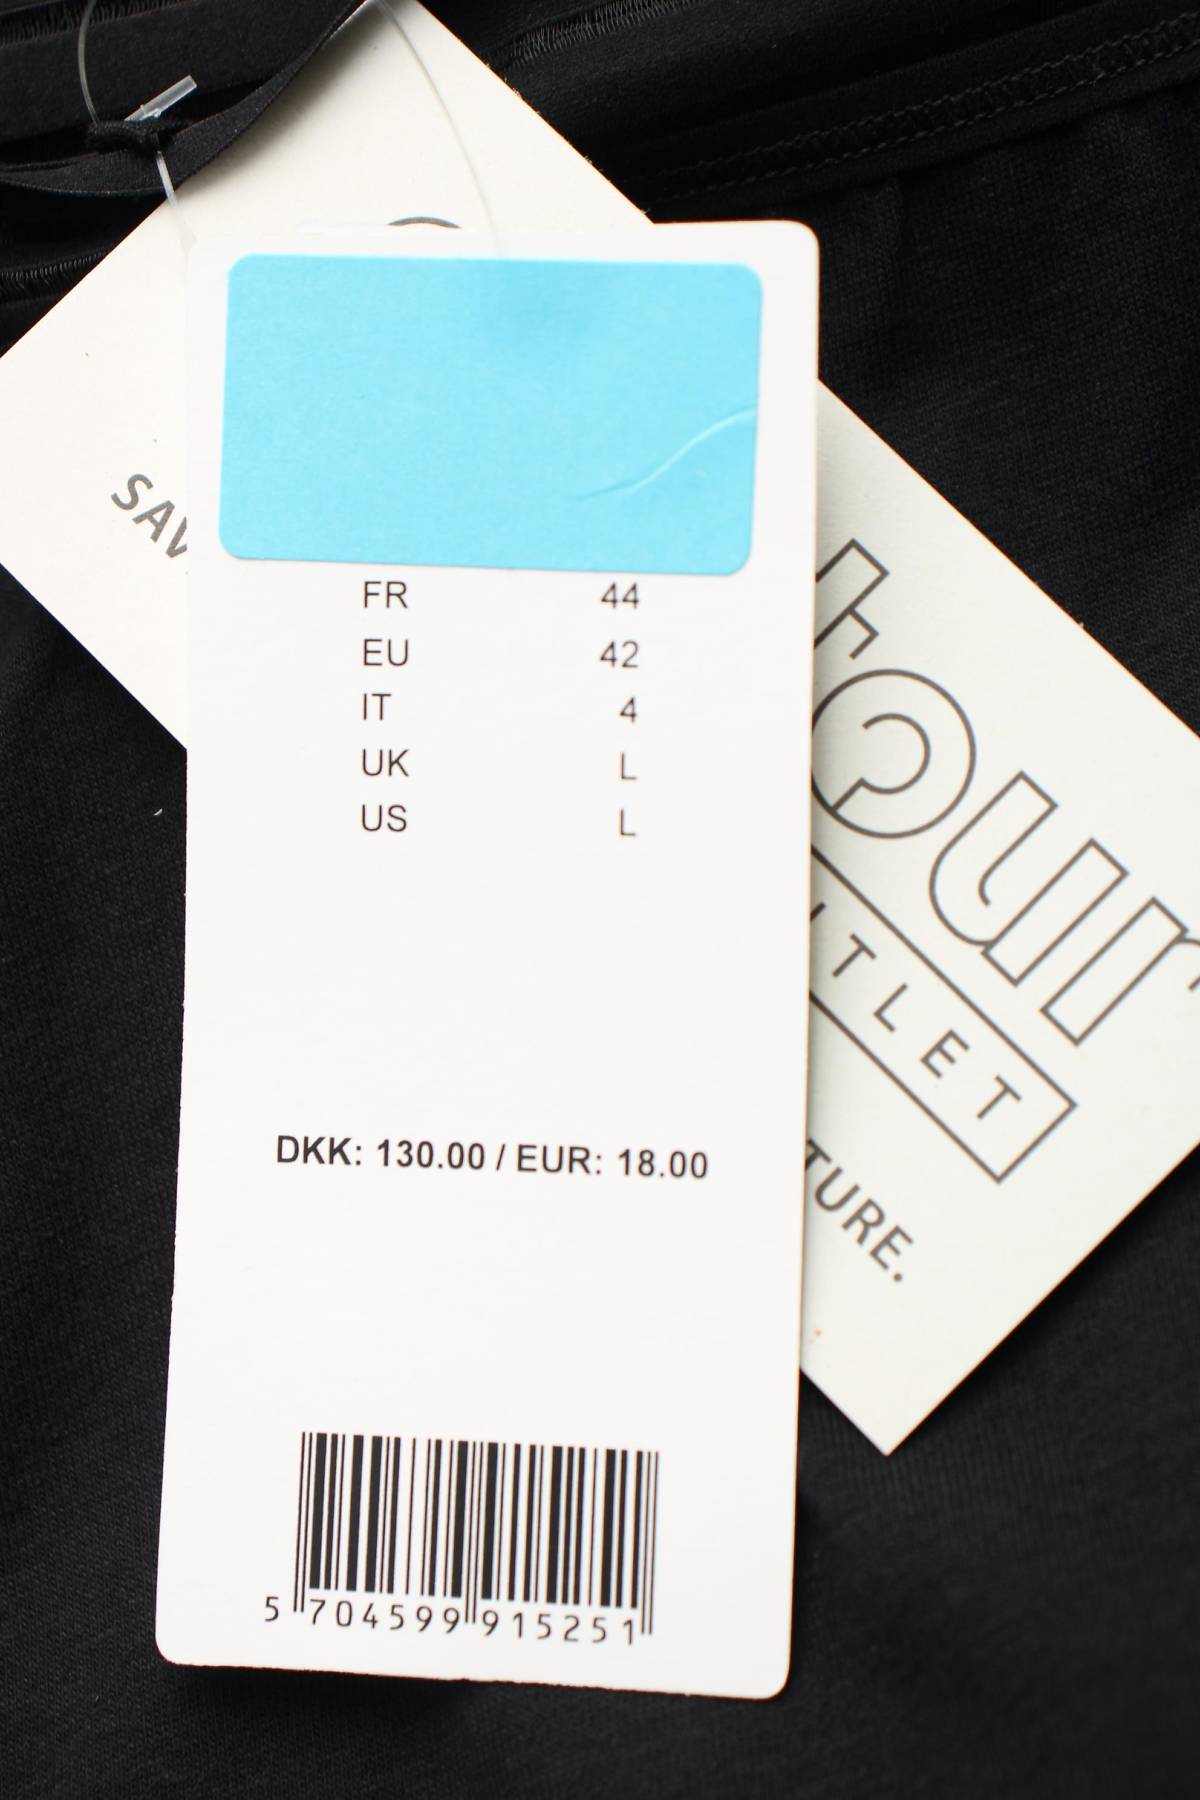 SAV
FR 44
EU 42
IT 4
UK L
US L
TLET
TURE.
DKK: 130.00 / EUR: 18.00
5 704599 915251